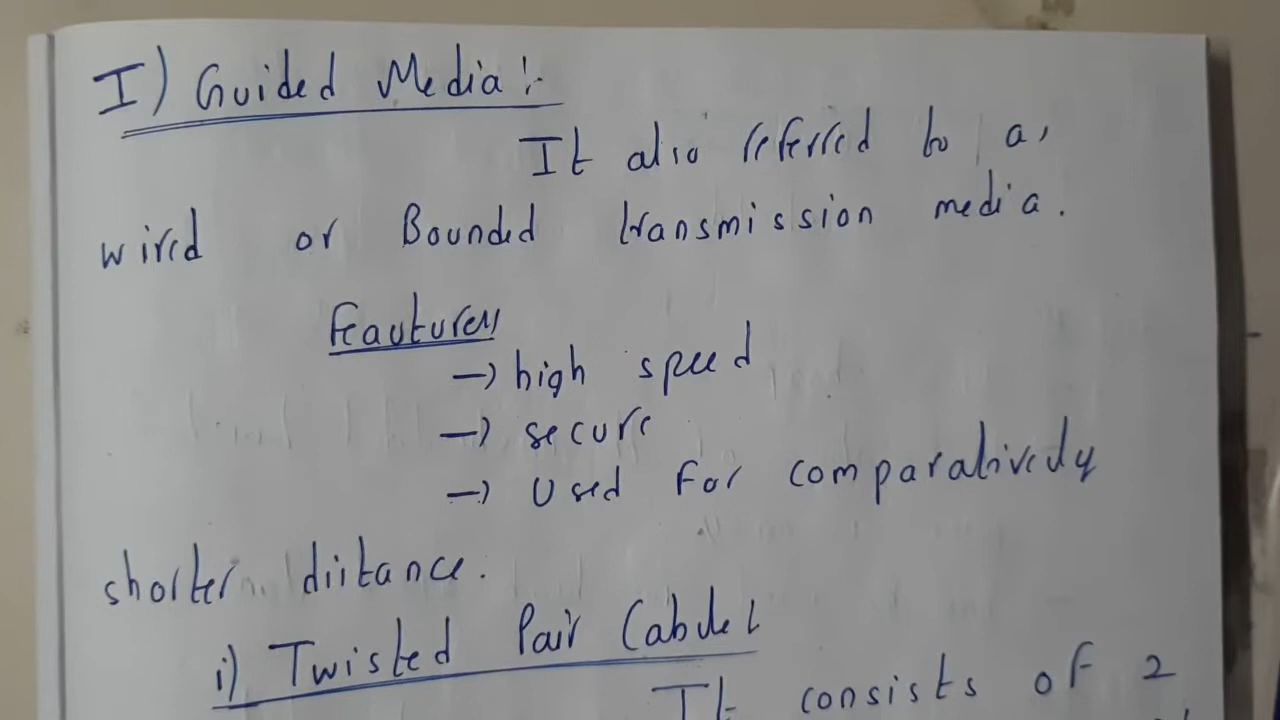 I) Guided Media :-
It also referred to as
wired or Bounded transmission media.
Feautures
→ high speed
→ secure
→ Used for comparatively
shorter distance.
i) Twisted Pair Cable:
It consists of 2